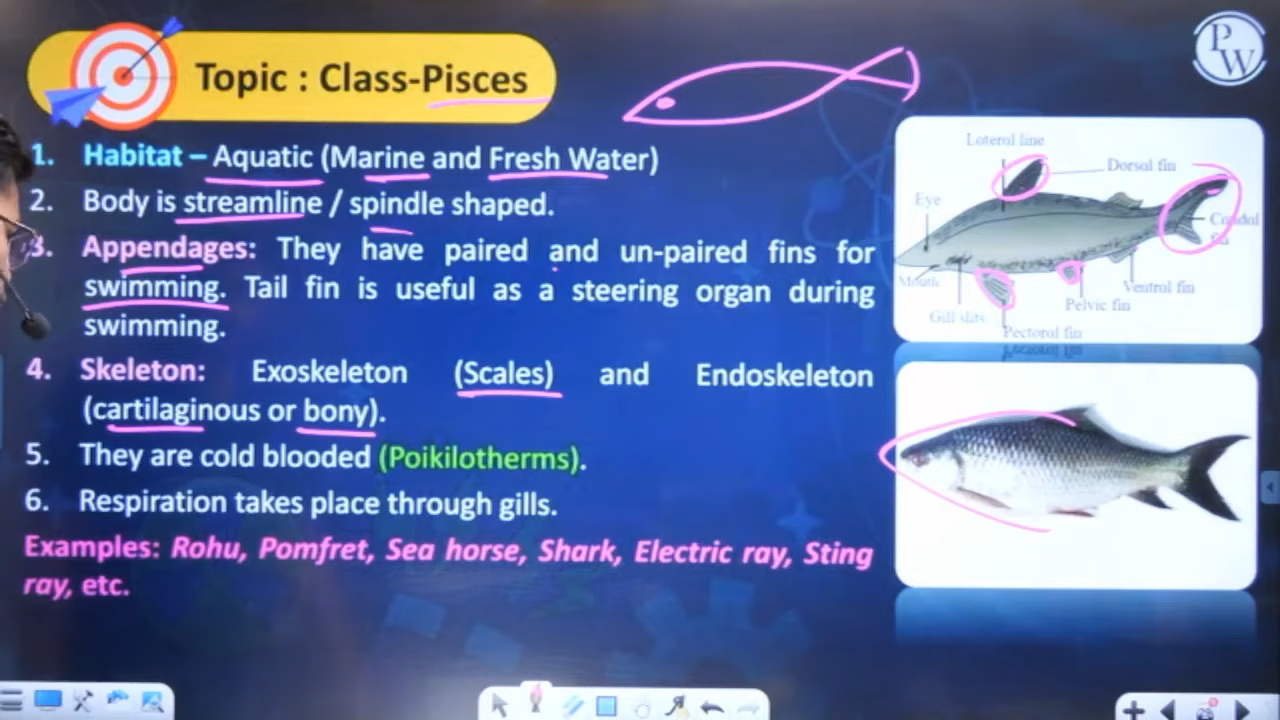 Topic : Class-Pisces
PW
1. Habitat – Aquatic (Marine and Fresh Water)
2. Body is streamline / spindle shaped.
3. Appendages: They have paired and un-paired fins for
swimming. Tail fin is useful as a steering organ during
swimming.
4. Skeleton: Exoskeleton (Scales) and Endoskeleton
(cartilaginous or bony).
5. They are cold blooded (Poikilotherms).
6. Respiration takes place through gills.
Examples: Rohu, Pomfret, Sea horse, Shark, Electric ray, Sting
ray, etc.
Loteral line
Dorsal fin
Eye
Caudal
fin
Mouth
Ventrol fin
Pelvic fin
Gill slits
Pectoral fin